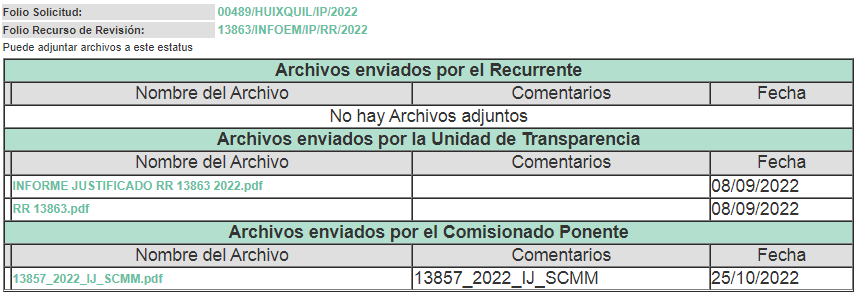 Folio Solicitud: 00489/HUIXQUIL/IP/2022
Folio Recurso de Revisión: 13863/INFOEM/IP/RR/2022
Puede adjuntar archivos a este estatus
Archivos enviados por el Recurrente
Nombre del Archivo Comentarios Fecha
No hay Archivos adjuntos
Archivos enviados por la Unidad de Transparencia
Nombre del Archivo Comentarios Fecha
INFORME JUSTIFICADO RR 13863 2022.pdf 08/09/2022
RR 13863.pdf 08/09/2022
Archivos enviados por el Comisionado Ponente
Nombre del Archivo Comentarios Fecha
13857_2022_IJ_SCMM.pdf 13857_2022_IJ_SCMM 25/10/2022